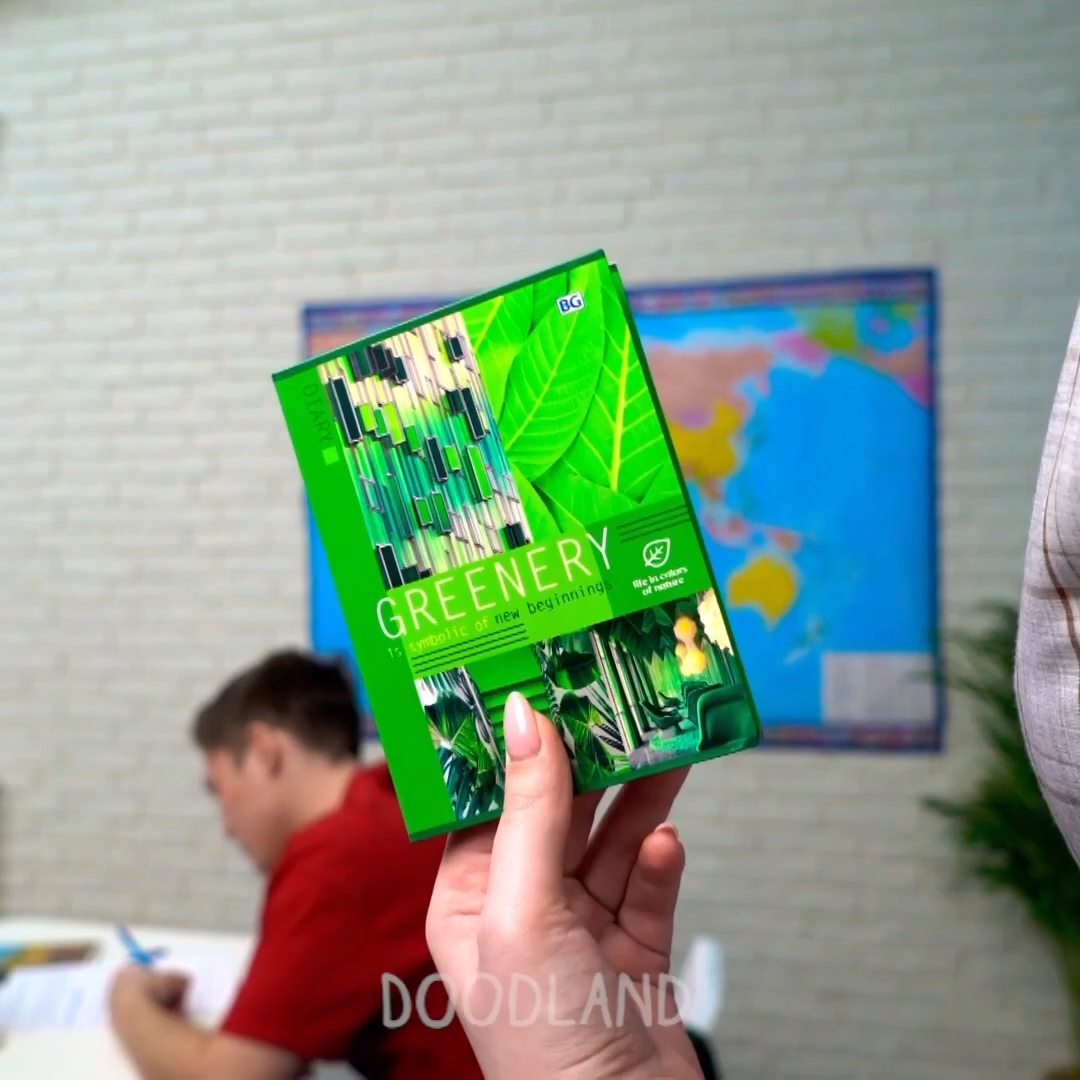 BG
DIARY
GREENERY
is symbolic of new beginnings
life in colors
of nature
DOODLAND